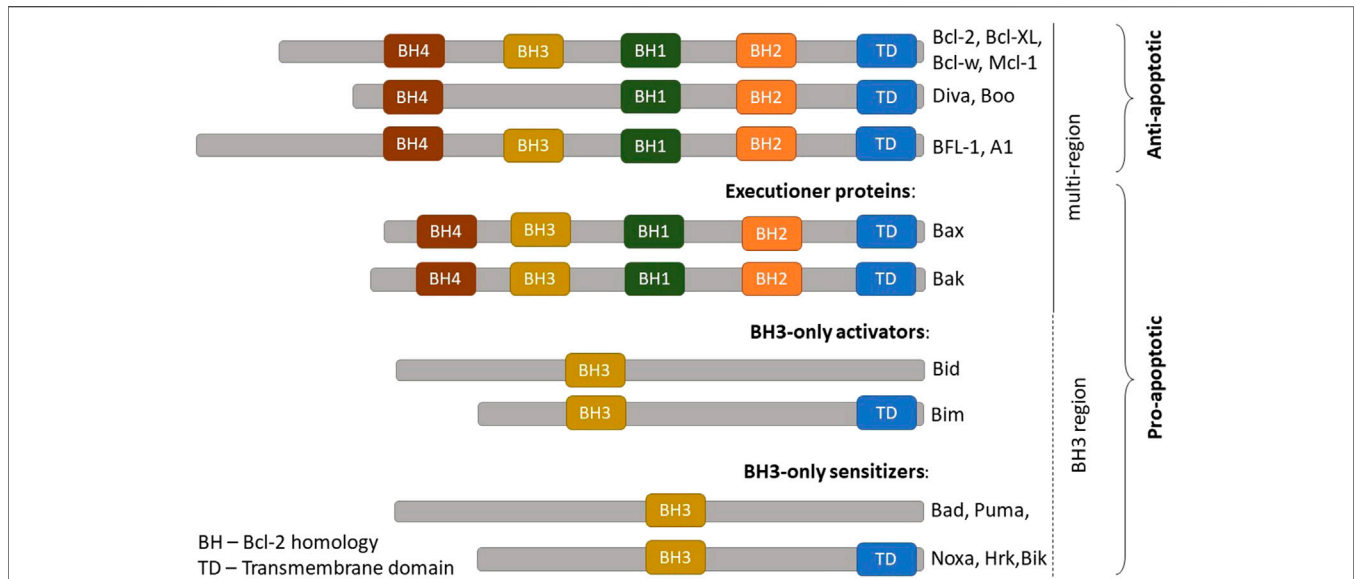 BH4 BH3 BH1 BH2 TD Bcl-2, Bcl-XL,
Bcl-w, Mcl-1
BH4 BH1 BH2 TD Diva, Boo
BH4 BH3 BH1 BH2 TD BFL-1, A1
Anti-apoptotic
multi-region
Executioner proteins:
BH4 BH3 BH1 BH2 TD Bax
BH4 BH3 BH1 BH2 TD Bak
BH3-only activators:
BH3 Bid
BH3 TD Bim
BH3 region
Pro-apoptotic
BH3-only sensitizers:
BH3 Bad, Puma,
BH3 TD Noxa, Hrk,Bik
BH – Bcl-2 homology
TD – Transmembrane domain